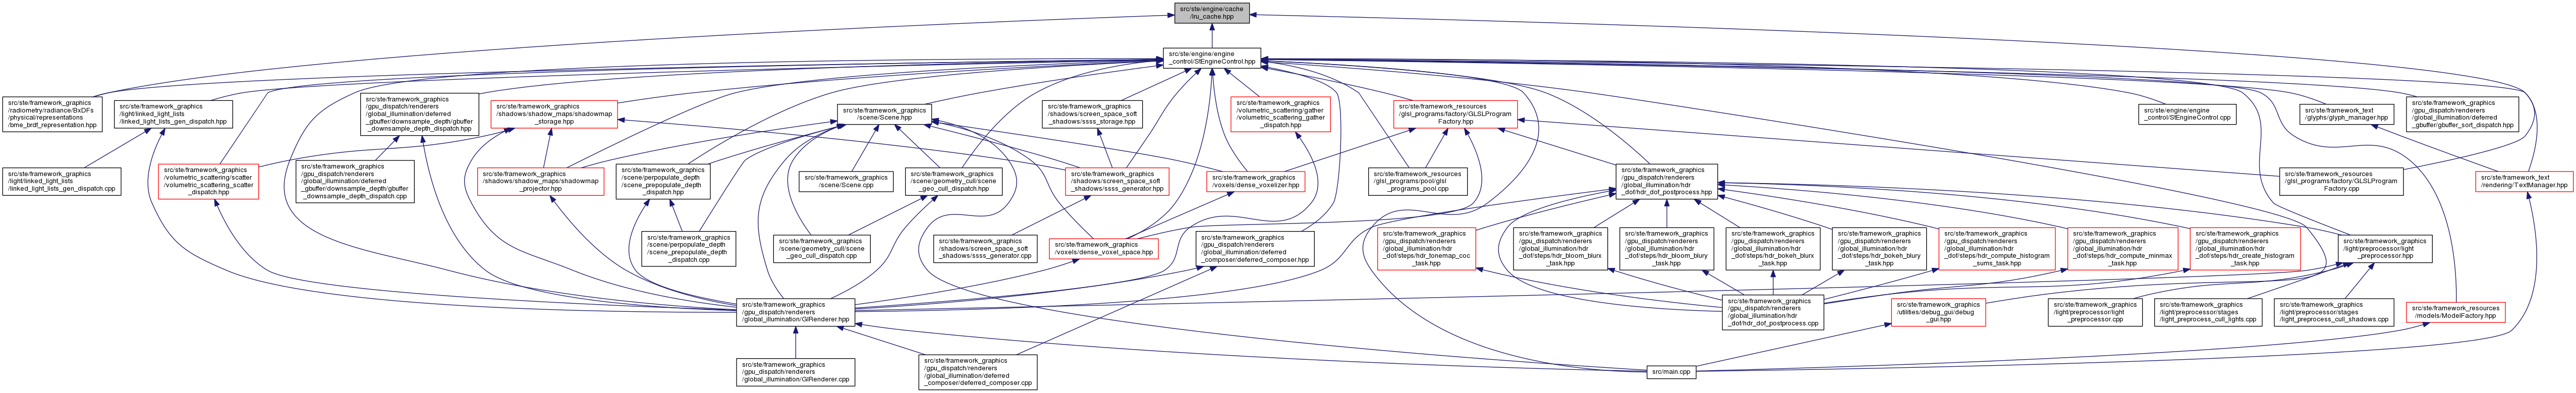 src/ste/engine/cache
/lru_cache.hpp
src/ste/engine/engine
_control/StEngineControl.hpp
src/ste/framework_graphics
/radiometry/radiance/BxDFs
/physical/representations
/bme_brdf_representation.hpp
src/ste/framework_graphics
/light/linked_light_lists
/linked_light_lists_gen_dispatch.hpp
src/ste/framework_graphics
/gpu_dispatch/renderers
/global_illumination/deferred
_gbuffer/downsample_depth/gbuffer
_downsample_depth_dispatch.hpp
src/ste/framework_graphics
/shadows/shadow_maps/shadowmap
_storage.hpp
src/ste/framework_graphics
/scene/Scene.hpp
src/ste/framework_graphics
/shadows/screen_space_soft
_shadows/ssss_storage.hpp
src/ste/framework_graphics
/volumetric_scattering/gather
/volumetric_scattering_gather
_dispatch.hpp
src/ste/framework_resources
/glsl_programs/factory/GLSLProgram
Factory.hpp
src/ste/engine/engine
_control/StEngineControl.cpp
src/ste/framework_text
/glyphs/glyph_manager.hpp
src/ste/framework_graphics
/gpu_dispatch/renderers
/global_illumination/deferred
_gbuffer/gbuffer_sort_dispatch.hpp
src/ste/framework_graphics
/light/linked_light_lists
/linked_light_lists_gen_dispatch.cpp
src/ste/framework_graphics
/volumetric_scattering/scatter
/volumetric_scattering_scatter
_dispatch.hpp
src/ste/framework_graphics
/gpu_dispatch/renderers
/global_illumination/deferred
_gbuffer/downsample_depth/gbuffer
_downsample_depth_dispatch.cpp
src/ste/framework_graphics
/shadows/shadow_maps/shadowmap
_projector.hpp
src/ste/framework_graphics
/scene/perpopulate_depth
/scene_prepopulate_depth
_dispatch.hpp
src/ste/framework_graphics
/scene/Scene.cpp
src/ste/framework_graphics
/scene/geometry_cull/scene
_geo_cull_dispatch.hpp
src/ste/framework_graphics
/shadows/screen_space_soft
_shadows/ssss_generator.hpp
src/ste/framework_graphics
/voxels/dense_voxelizer.hpp
src/ste/framework_resources
/glsl_programs/pool/glsl
_programs_pool.cpp
src/ste/framework_graphics
/gpu_dispatch/renderers
/global_illumination/hdr
_dof/hdr_dof_postprocess.hpp
src/ste/framework_resources
/glsl_programs/factory/GLSLProgram
Factory.cpp
src/ste/framework_text
/rendering/TextManager.hpp
src/ste/framework_graphics
/scene/perpopulate_depth
/scene_prepopulate_depth
_dispatch.cpp
src/ste/framework_graphics
/scene/geometry_cull/scene
_geo_cull_dispatch.cpp
src/ste/framework_graphics
/shadows/screen_space_soft
_shadows/ssss_generator.cpp
src/ste/framework_graphics
/voxels/dense_voxel_space.hpp
src/ste/framework_graphics
/gpu_dispatch/renderers
/global_illumination/deferred
_composer/deferred_composer.hpp
src/ste/framework_graphics
/gpu_dispatch/renderers
/global_illumination/hdr
_dof/steps/hdr_tonemap_coc
_task.hpp
src/ste/framework_graphics
/gpu_dispatch/renderers
/global_illumination/hdr
_dof/steps/hdr_bloom_blurx
_task.hpp
src/ste/framework_graphics
/gpu_dispatch/renderers
/global_illumination/hdr
_dof/steps/hdr_bloom_blury
_task.hpp
src/ste/framework_graphics
/gpu_dispatch/renderers
/global_illumination/hdr
_dof/steps/hdr_bokeh_blurx
_task.hpp
src/ste/framework_graphics
/gpu_dispatch/renderers
/global_illumination/hdr
_dof/steps/hdr_bokeh_blury
_task.hpp
src/ste/framework_graphics
/gpu_dispatch/renderers
/global_illumination/hdr
_dof/steps/hdr_compute_histogram
_sums_task.hpp
src/ste/framework_graphics
/gpu_dispatch/renderers
/global_illumination/hdr
_dof/steps/hdr_compute_minmax
_task.hpp
src/ste/framework_graphics
/gpu_dispatch/renderers
/global_illumination/hdr
_dof/steps/hdr_create_histogram
_task.hpp
src/ste/framework_graphics
/light/preprocessor/light
_preprocessor.hpp
src/ste/framework_graphics
/gpu_dispatch/renderers
/global_illumination/GIRenderer.hpp
src/ste/framework_graphics
/gpu_dispatch/renderers
/global_illumination/hdr
_dof/hdr_dof_postprocess.cpp
src/ste/framework_graphics
/utilities/debug_gui/debug
_gui.hpp
src/ste/framework_graphics
/light/preprocessor/light
_preprocessor.cpp
src/ste/framework_graphics
/light/preprocessor/stages
/light_preprocess_cull_lights.cpp
src/ste/framework_graphics
/light/preprocessor/stages
/light_preprocess_cull_shadows.cpp
src/ste/framework_resources
/models/ModelFactory.hpp
src/ste/framework_graphics
/gpu_dispatch/renderers
/global_illumination/GIRenderer.cpp
src/ste/framework_graphics
/gpu_dispatch/renderers
/global_illumination/deferred
_composer/deferred_composer.cpp
src/main.cpp